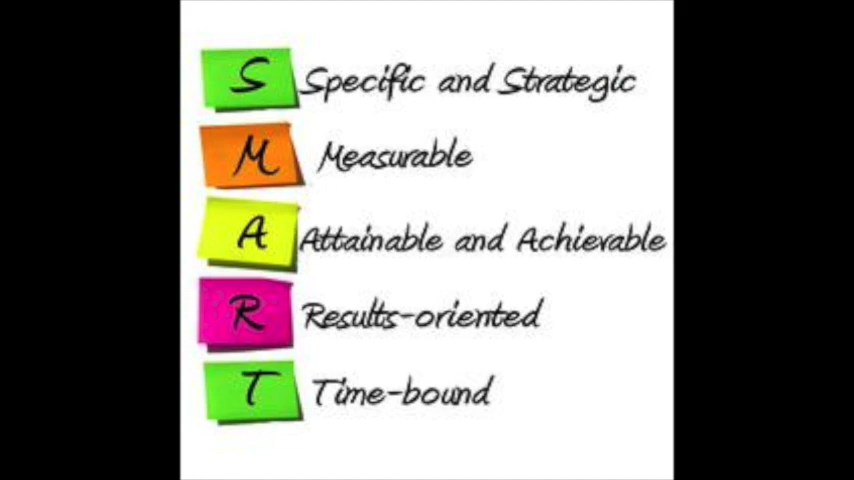 S Specific and Strategic
M Measurable
A Attainable and Achievable
R Results-oriented
T Time-bound